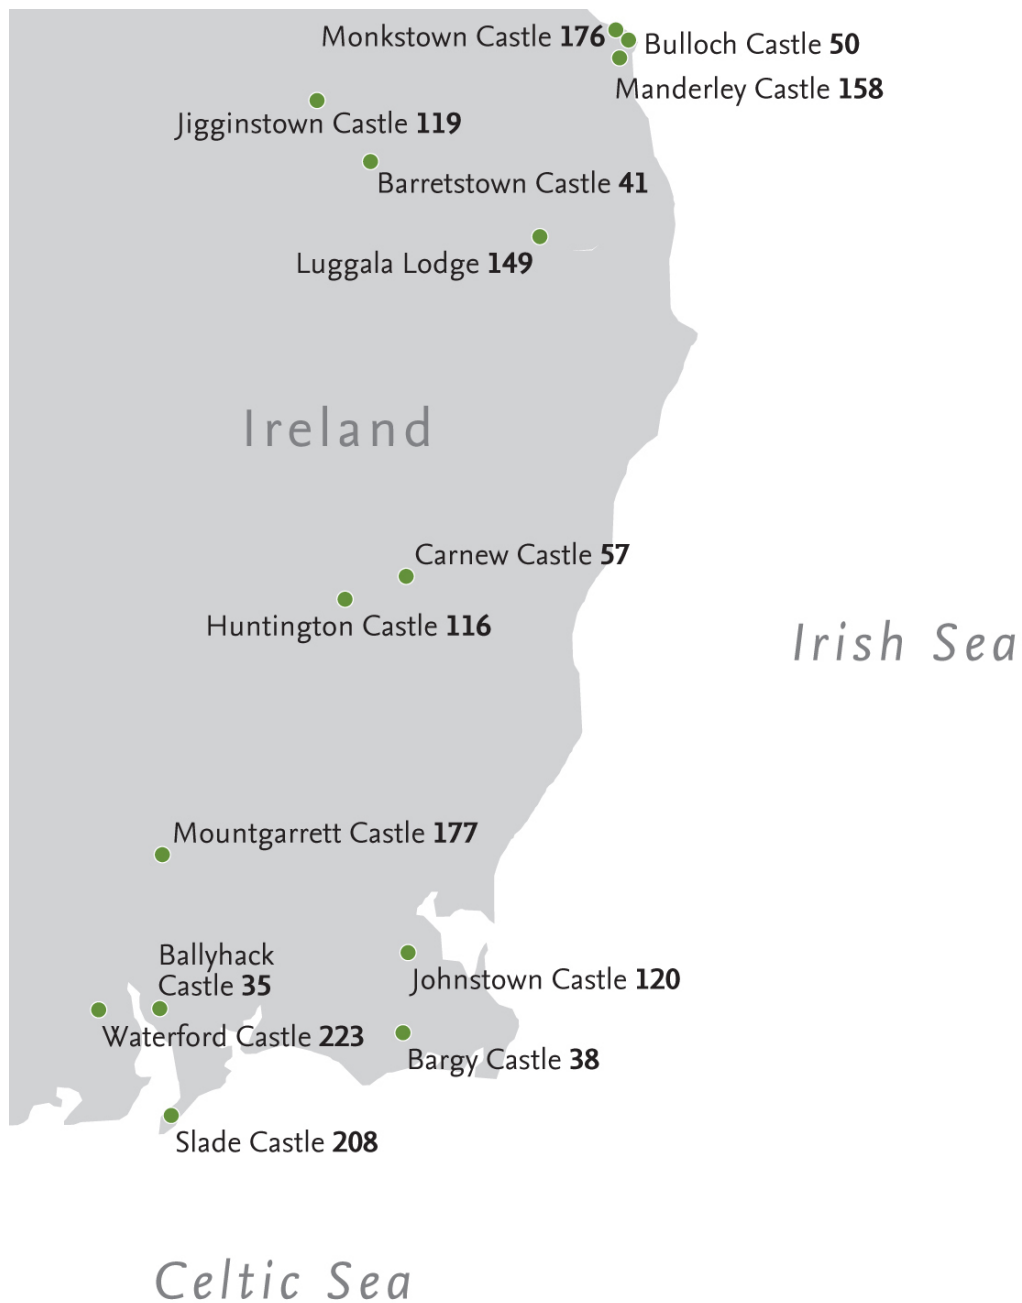 Monkstown Castle 176
Bulloch Castle 50
Manderley Castle 158
Jigginstown Castle 119
Barretstown Castle 41
Luggala Lodge 149
Ireland
Carnew Castle 57
Huntington Castle 116
Irish Sea
Mountgarrett Castle 177
Ballyhack
Castle 35
Johnstown Castle 120
Waterford Castle 223
Bargy Castle 38
Slade Castle 208
Celtic Sea